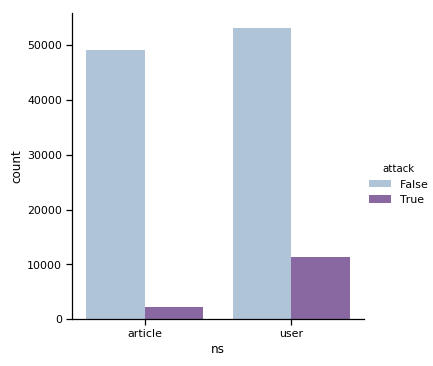 50000
40000
30000
20000
10000
0
count
article
user
ns
attack
False
True